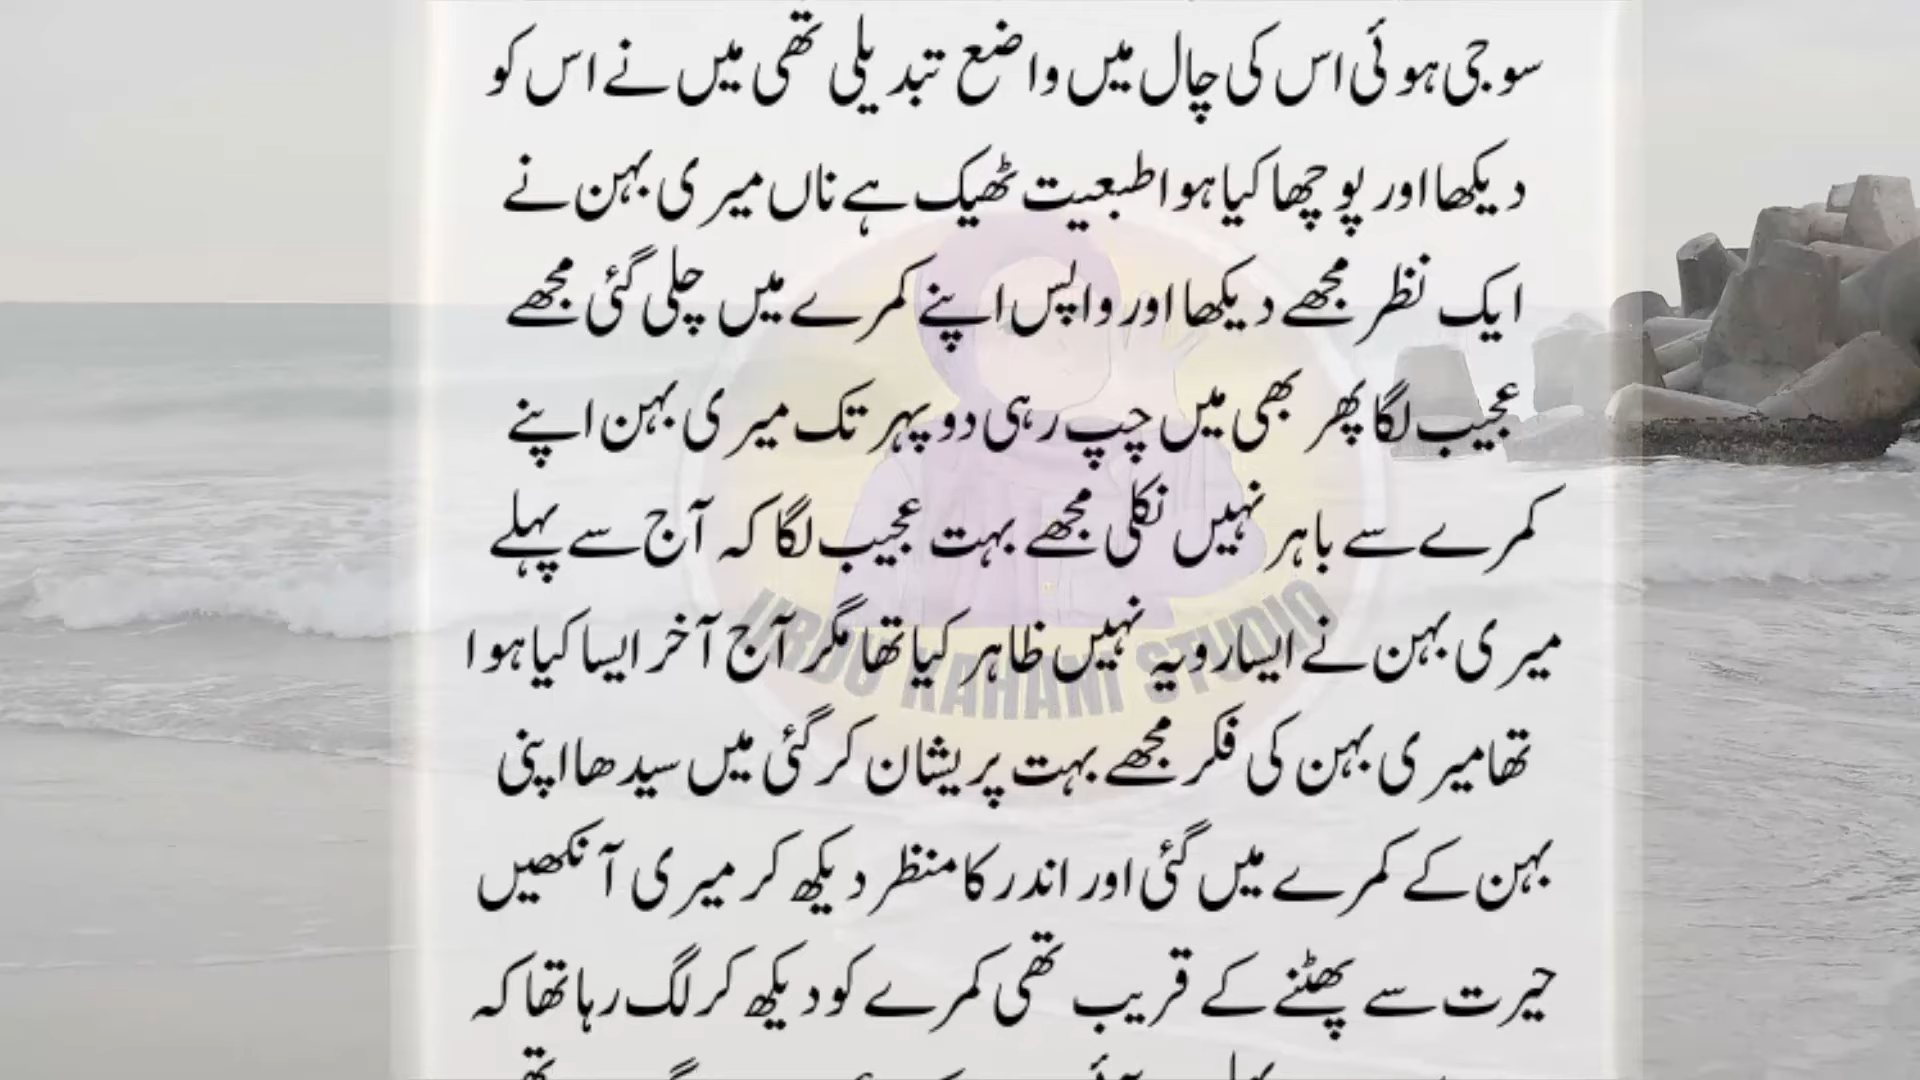 سوجی ہوئی اس کی چال میں واضع تبدیلی تھی میں نے اس کو
دیکھا اور پوچھا کیا ہوا طبعیت ٹھیک ہے ناں میری بہن نے
ایک نظر مجھے دیکھا اور واپس اپنے کمرے میں چلی گئی مجھے
عجیب لگا پھر بھی میں چپ رہی دوپہر تک میری بہن اپنے
کمرے سے باہر نہیں نکلی مجھے بہت عجیب لگا کہ آج سے پہلے
میری بہن نے ایسا رویہ نہیں ظاہر کیا تھا مگر آج آخر ایسا کیا ہوا
تھا میری بہن کی فکر مجھے بہت پریشان کر گئی میں سیدھا اپنی
بہن کے کمرے میں گئی اور اندر کا منظر دیکھ کر میری آنکھیں
حیرت سے پھٹنے کے قریب تھی کمرے کو دیکھ کر لگ رہا تھا کہ
URDU KAHANI STUDIO